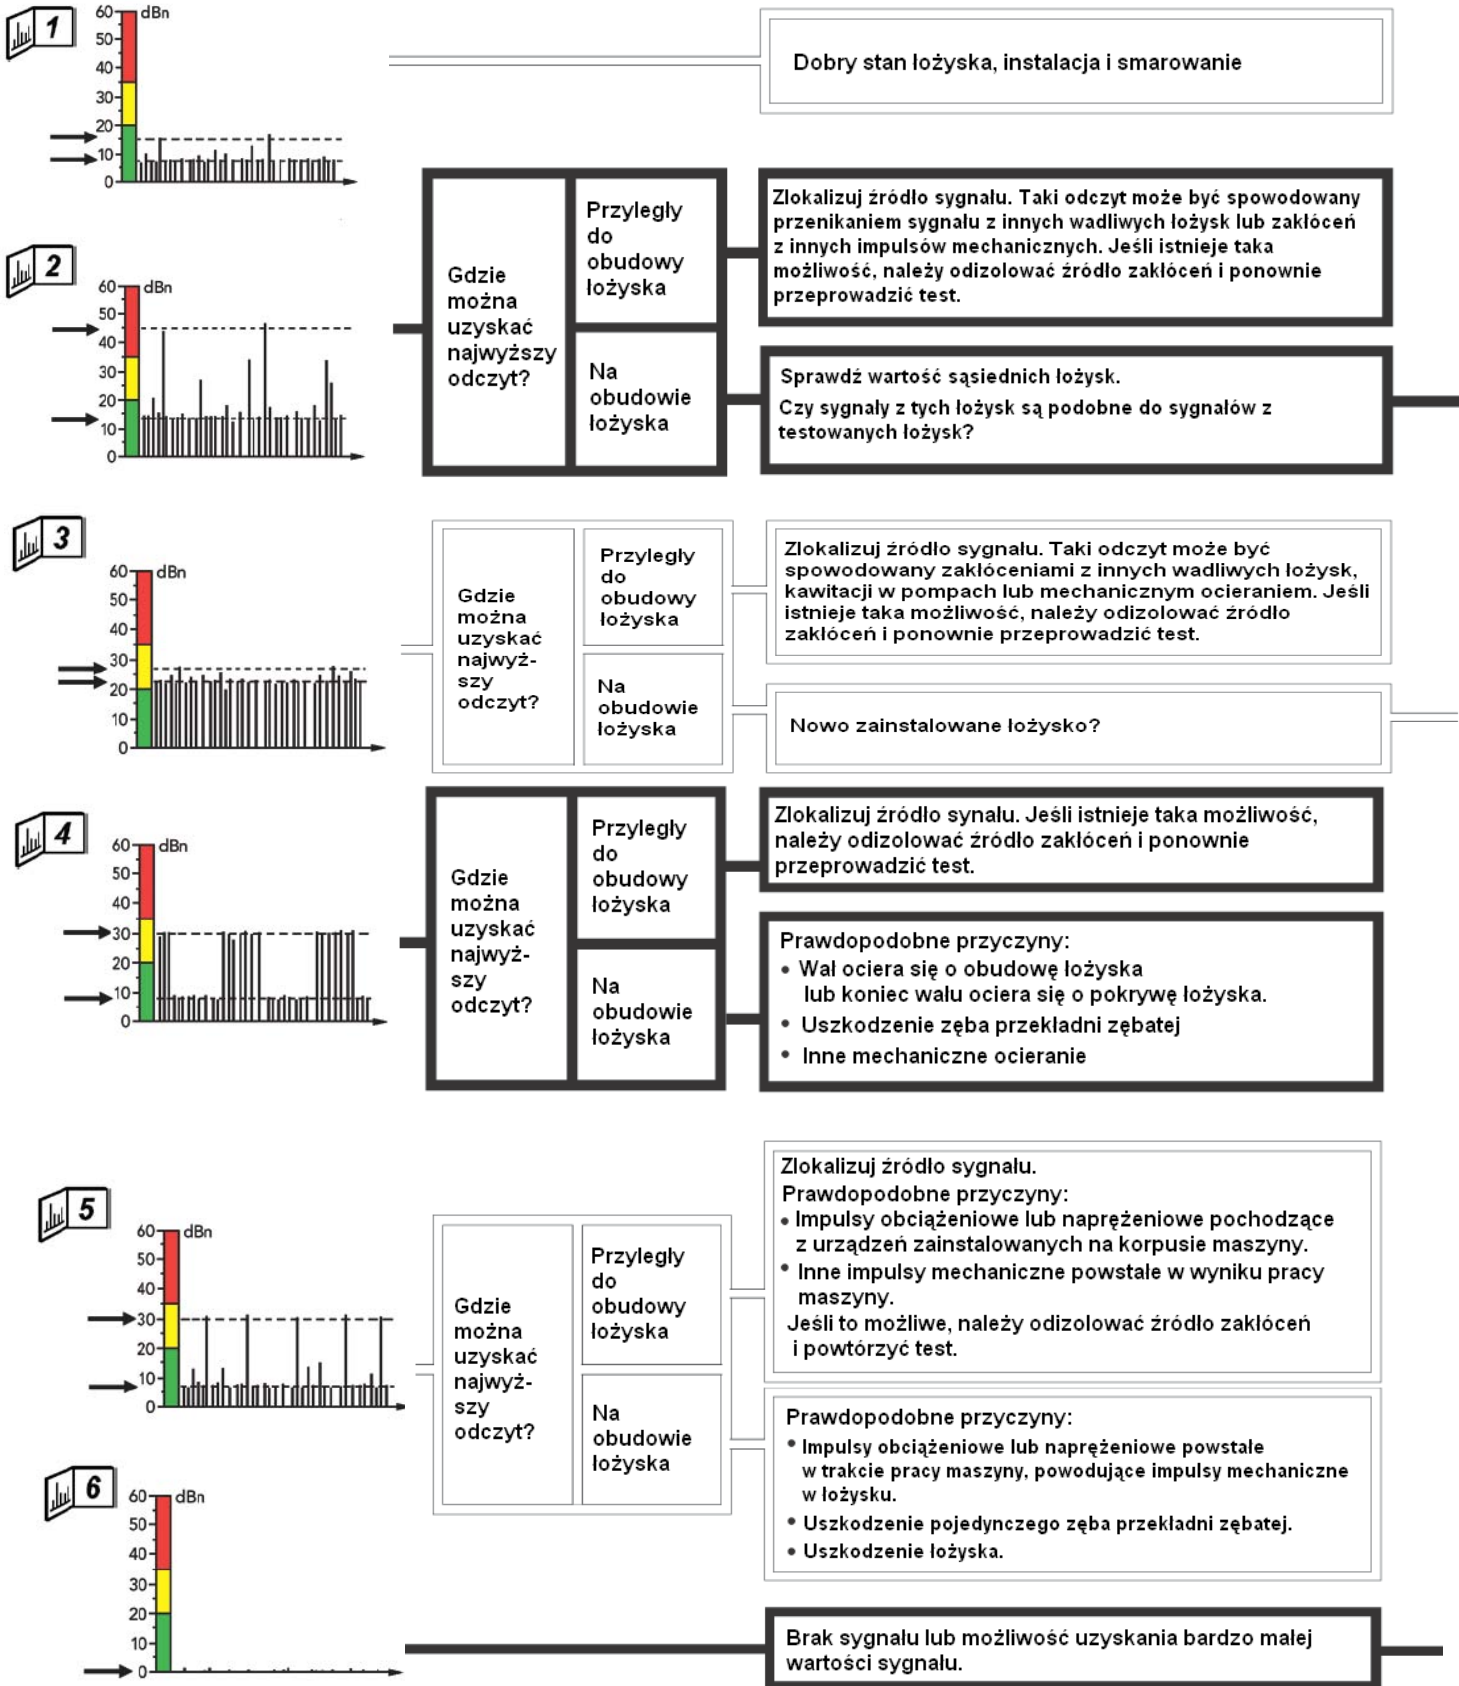 1
60
dBn
50
40
30
20
10
0
Dobry stan łożyska, instalacja i smarowanie
2
60
dBn
50
40
30
20
10
0
Gdzie
można
uzyskać
najwyższy
odczyt?
Przyległy
do
obudowy
łożyska
Zlokalizuj źródło sygnału. Taki odczyt może być spowodowany
przenikaniem sygnału z innych wadliwych łożysk lub zakłóceń
z innych impulsów mechanicznych. Jeśli istnieje taka
możliwość, należy odizolować źródło zakłóceń i ponownie
przeprowadzić test.
Na
obudowie
łożyska
Sprawdź wartość sąsiednich łożysk.
Czy sygnały z tych łożysk są podobne do sygnałów z
testowanych łożysk?
3
60
dBn
50
40
30
20
10
0
Gdzie
można
uzyskać
najwyż-
szy
odczyt?
Przyległy
do
obudowy
łożyska
Zlokalizuj źródło sygnału. Taki odczyt może być
spowodowany zakłóceniami z innych wadliwych łożysk,
kawitacji w pompach lub mechanicznym ocieraniem. Jeśli
istnieje taka możliwość, należy odizolować źródło
zakłóceń i ponownie przeprowadzić test.
Na
obudowie
łożyska
Nowo zainstalowane łożysko?
4
60
dBn
50
40
30
20
10
0
Gdzie
można
uzyskać
najwyż-
szy
odczyt?
Przyległy
do
obudowy
łożyska
Zlokalizuj źródło synału. Jeśli istnieje taka możliwość,
należy odizolować źródło zakłóceń i ponownie
przeprowadzić test.
Na
obudowie
łożyska
Prawdopodobne przyczyny:
• Wał ociera się o obudowę łożyska
lub koniec wału ociera się o pokrywę łożyska.
• Uszkodzenie zęba przekładni zębatej
• Inne mechaniczne ocieranie
5
60
dBn
50
40
30
20
10
0
Gdzie
można
uzyskać
najwyż-
szy
odczyt?
Przyległy
do
obudowy
łożyska
Zlokalizuj źródło sygnału.
Prawdopodobne przyczyny:
• Impulsy obciążeniowe lub naprężeniowe pochodzące
z urządzeń zainstalowanych na korpusie maszyny.
• Inne impulsy mechaniczne powstałe w wyniku pracy
maszyny.
Jeśli to możliwe, należy odizolować źródło zakłóceń
i powtórzyć test.
Na
obudowie
łożyska
Prawdopodobne przyczyny:
• Impulsy obciążeniowe lub naprężeniowe powstałe
w trakcie pracy maszyny, powodujące impulsy mechaniczne
w łożysku.
• Uszkodzenie pojedynczego zęba przekładni zębatej.
• Uszkodzenie łożyska.
6
60
dBn
50
40
30
20
10
0
Brak sygnału lub możliwość uzyskania bardzo małej
wartości sygnału.